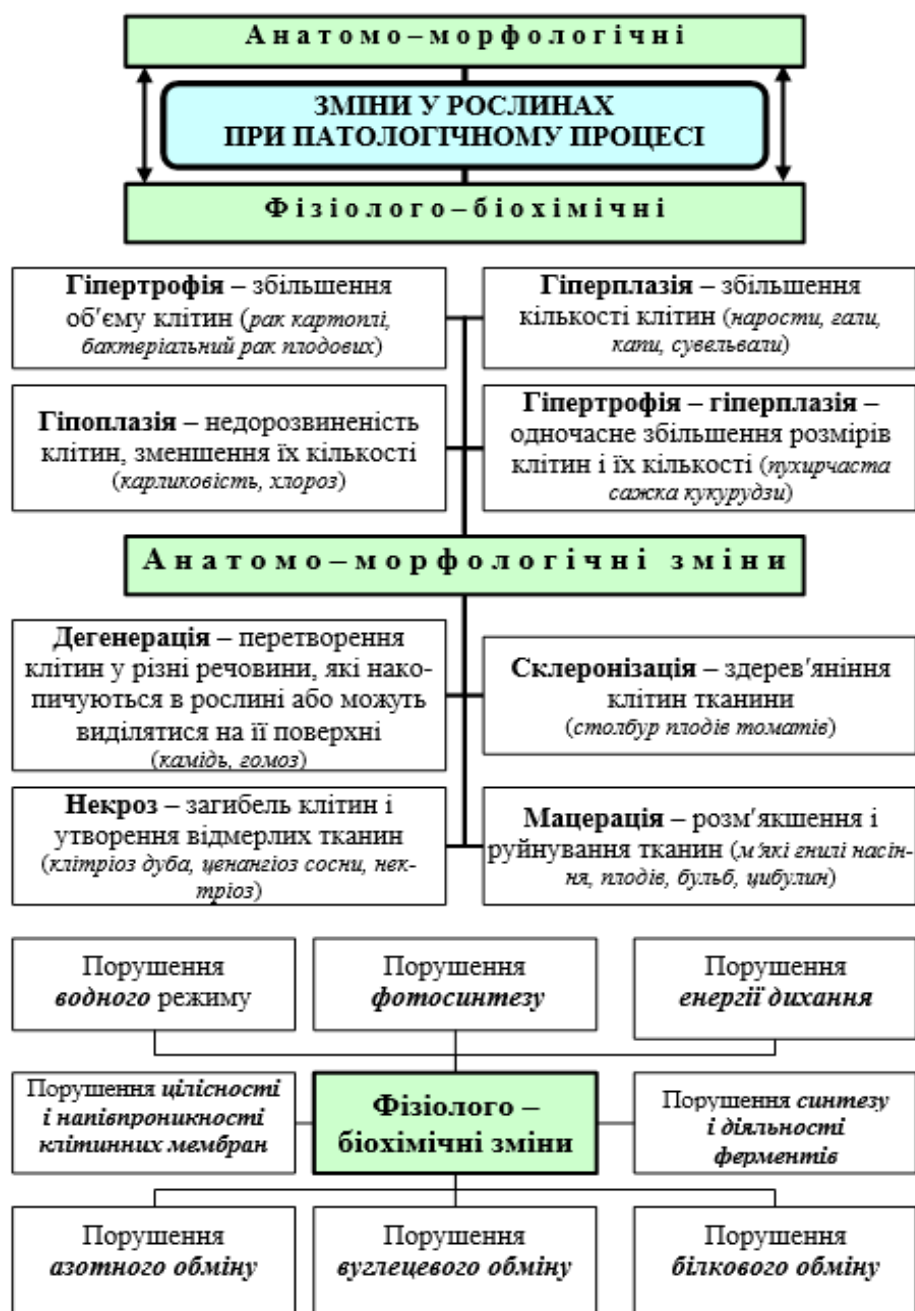 Анатомо–морфологічні
ЗМІНИ У РОСЛИНАХ
ПРИ ПАТОЛОГІЧНОМУ ПРОЦЕСІ
Фізіолого–біохімічні
Гіпертрофія – збільшення
об′єму клітин (рак картоплі,
бактеріальний рак плодових)
Гіперплазія – збільшення
кількості клітин (нарости, гали,
капи, сувельвали)
Гіпоплазія – недорозвиненість
клітин, зменшення їх кількості
(карликовість, хлороз)
Гіпертрофія – гіперплазія –
одночасне збільшення розмірів
клітин і їх кількості (пухирчаста
сажка кукурудзи)
Анатомо–морфологічні зміни
Дегенерація – перетворення
клітин у різні речовини, які нако-
пичуються в рослині або можуть
виділятися на її поверхні
(камідь, гомоз)
Склеронізація – здерев′яніння
клітин тканини
(столбур плодів томатів)
Некроз – загибель клітин і
утворення відмерлих тканин
(клітріоз дуба, ценангіоз сосни, нек-
тріоз)
Мацерація – розм′якшення і
руйнування тканин (м′які гнилі насін-
ня, плодів, бульб, цибулин)
Порушення
водного режиму
Порушення
фотосинтезу
Порушення
енергії дихання
Порушення цілісності
і напівпроникності
клітинних мембран
Фізіолого –
біохімічні зміни
Порушення синтезу
і діяльності
ферментів
Порушення
азотного обміну
Порушення
вуглецевого обміну
Порушення
білкового обміну